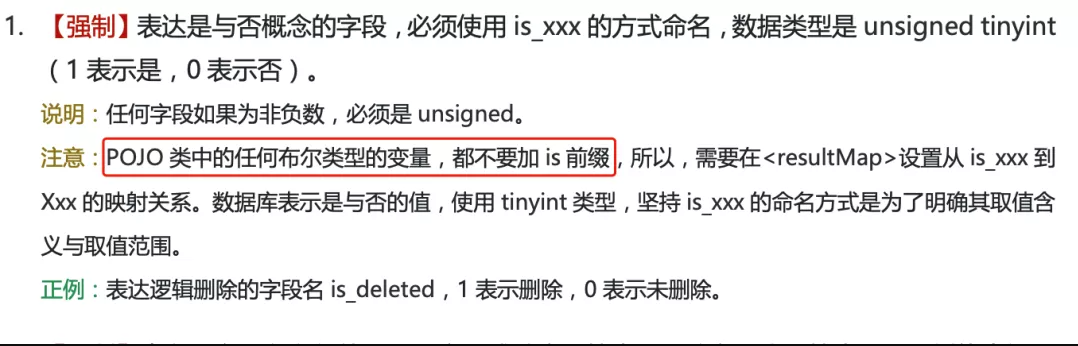 1. 【强制】表达是与否概念的字段，必须使用 is_xxx 的方式命名，数据类型是 unsigned tinyint
（1 表示是，0 表示否）。
说明：任何字段如果为非负数，必须是 unsigned。
注意：POJO 类中的任何布尔类型的变量，都不要加 is 前缀，所以，需要在<resultMap>设置从 is_xxx 到
Xxx 的映射关系。数据库表示是与否的值，使用 tinyint 类型，坚持 is_xxx 的命名方式是为了明确其取值含
义与取值范围。
正例：表达逻辑删除的字段名 is_deleted，1 表示删除，0 表示未删除。